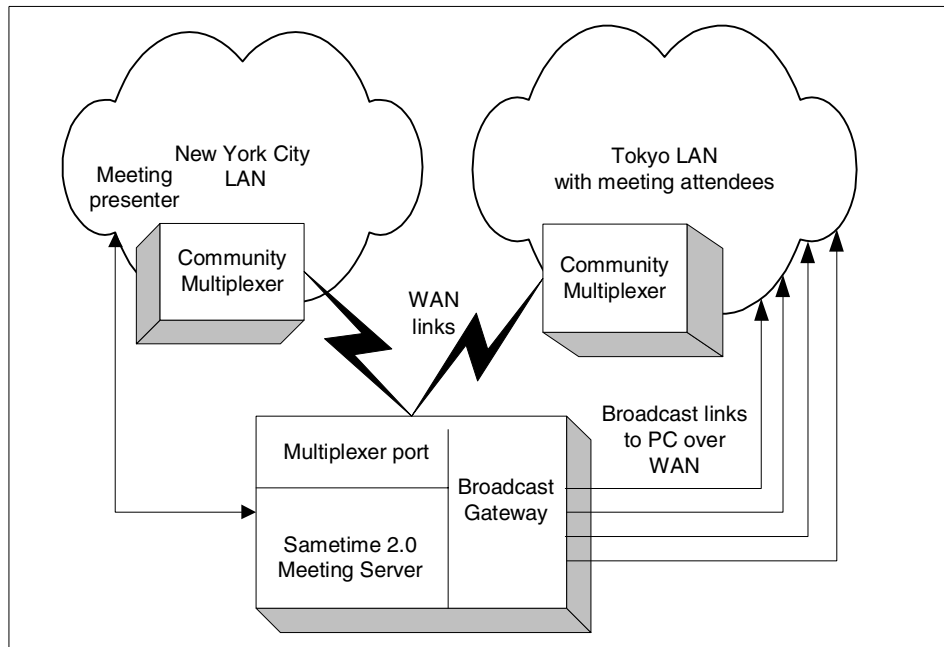 New York City
LAN
Meeting
presenter
Community
Multiplexer
Tokyo LAN
with meeting attendees
Community
Multiplexer
WAN
links
Broadcast links
to PC over
WAN
Multiplexer port
Broadcast
Gateway
Sametime 2.0
Meeting Server